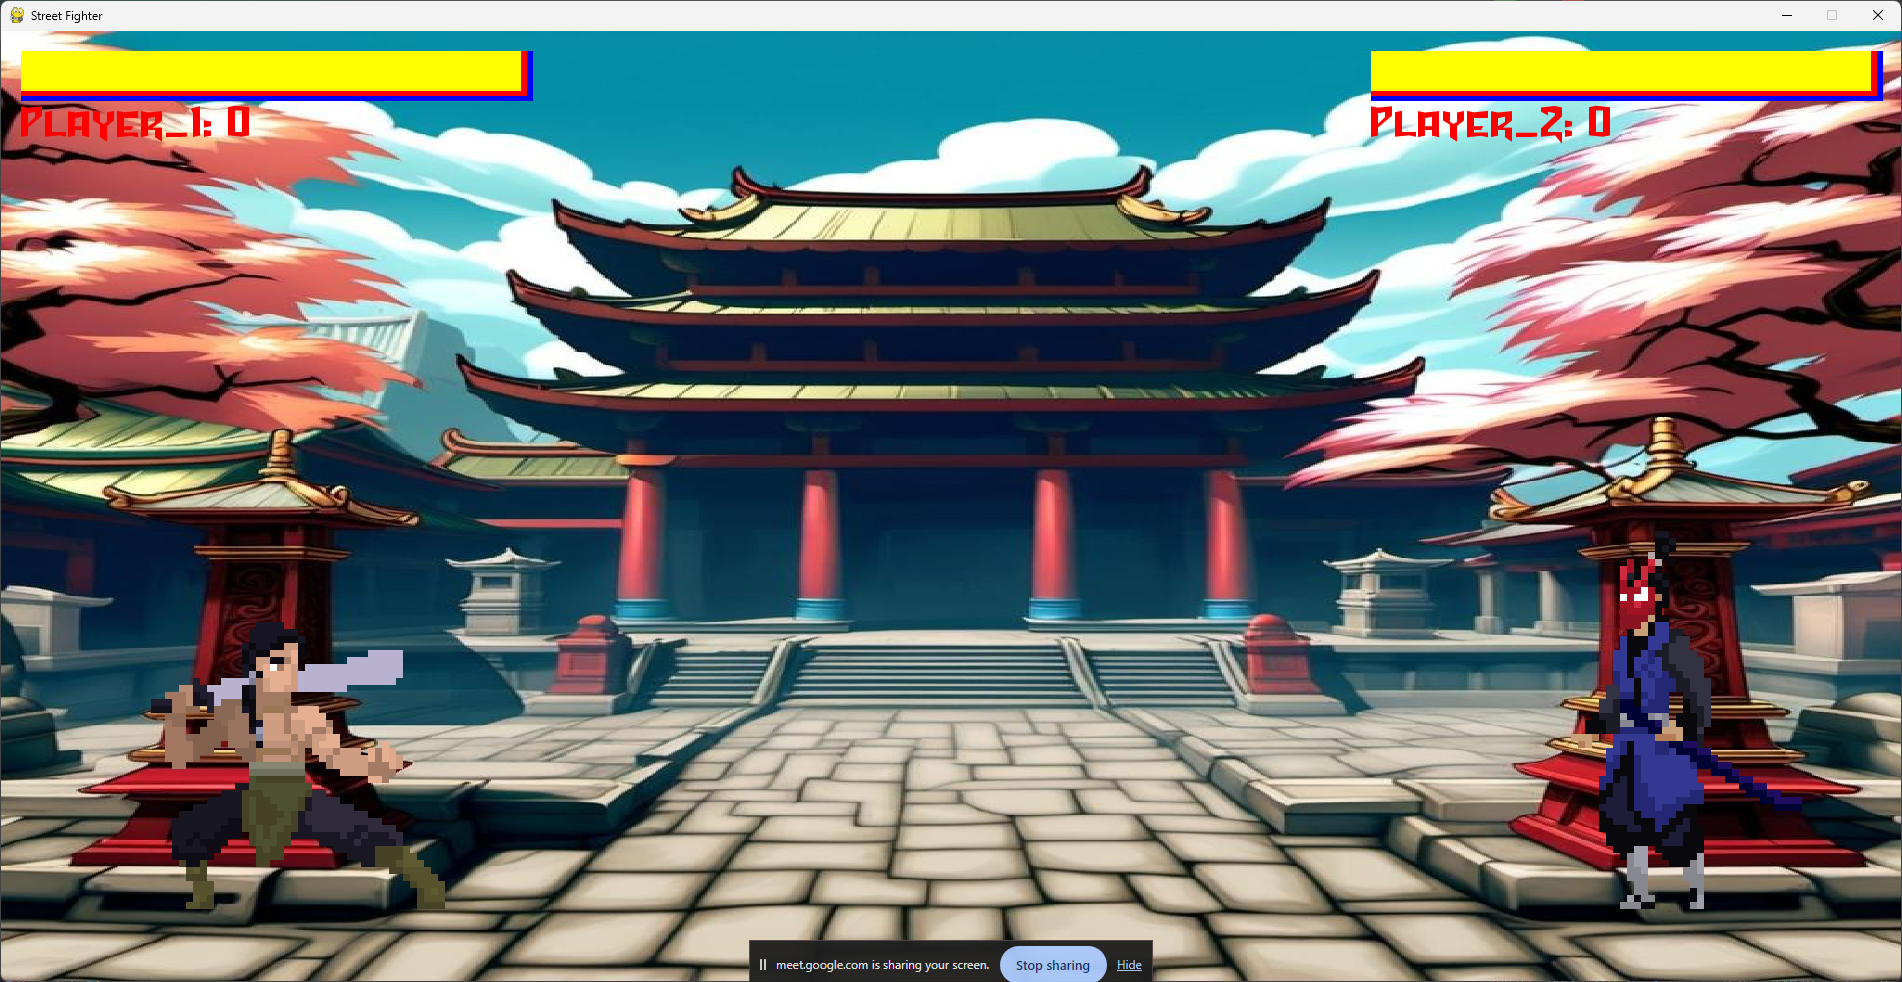 Street Fighter
Player_1: 0
Player_2: 0
meet.google.com is sharing your screen. Stop sharing Hide